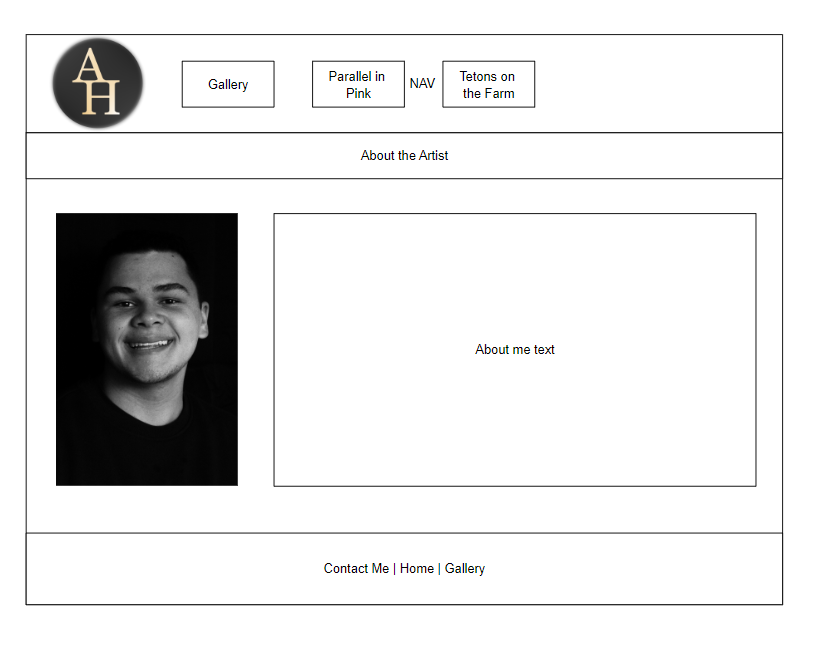 AH
Gallery
Parallel in
Pink
NAV
Tetons on
the Farm
About the Artist
About me text
Contact Me | Home | Gallery